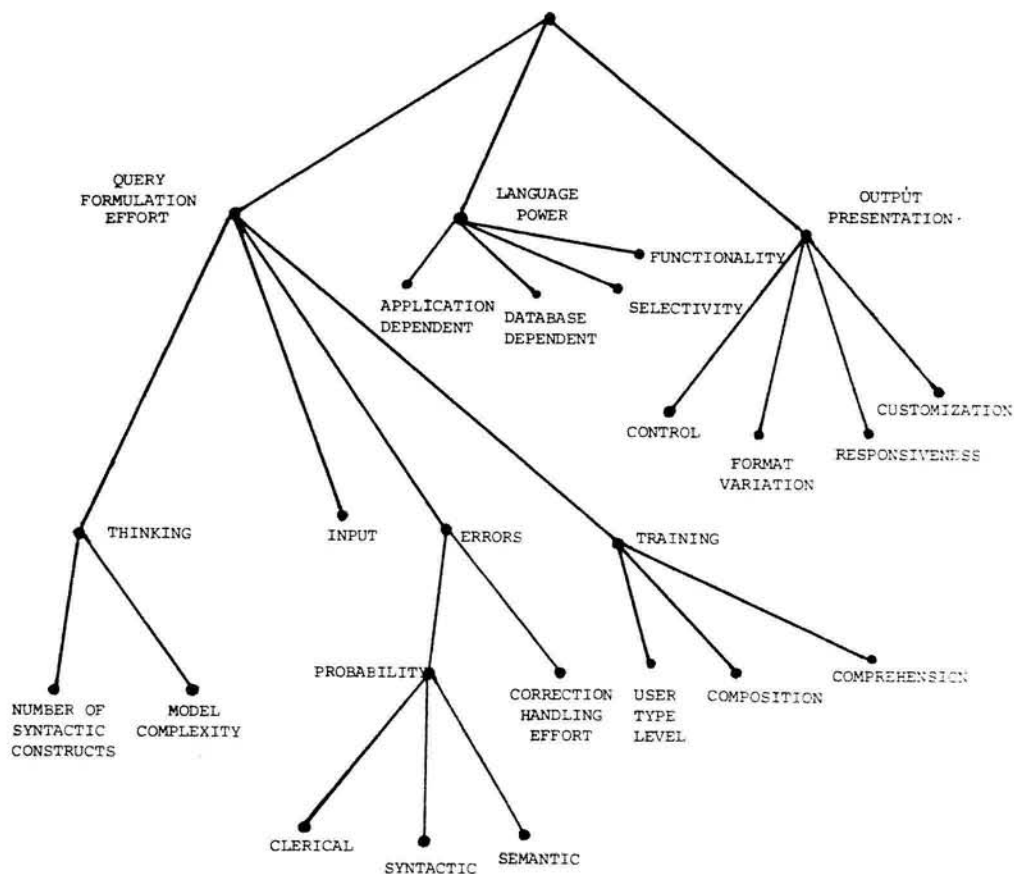 QUERY
FORMULATION
EFFORT
LANGUAGE
POWER
OUTPUT
PRESENTATION
FUNCTIONALITY
APPLICATION
DEPENDENT
DATABASE
DEPENDENT
SELECTIVITY
CONTROL
FORMAT
VARIATION
RESPONSIVENESS
CUSTOMIZATION
THINKING
INPUT
ERRORS
TRAINING
NUMBER OF
SYNTACTIC
CONSTRUCTS
MODEL
COMPLEXITY
PROBABILITY
CORRECTION
HANDLING
EFFORT
USER
TYPE
LEVEL
COMPOSITION
COMPREHENSION
CLERICAL
SYNTACTIC
SEMANTIC